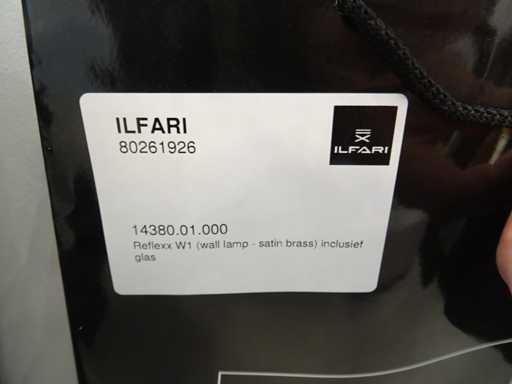 ILFARI
80261926
ILFARI
14380.01.000
Reflexx W1 (wall lamp - satin brass) inclusief
glas